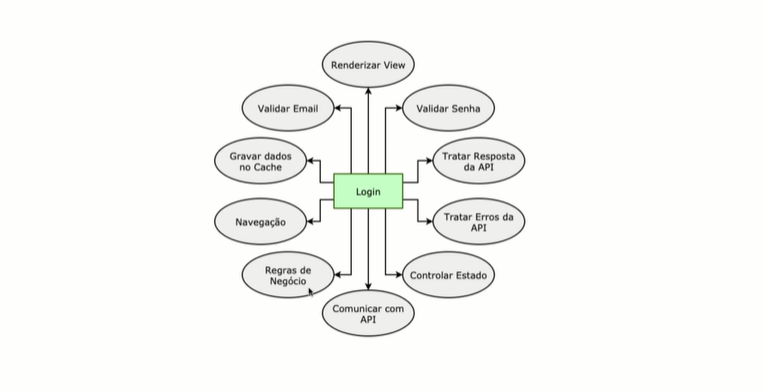 Renderizar View
Validar Email
Validar Senha
Gravar dados
no Cache
Tratar Resposta
da API
Login
Navegação
Tratar Erros da
API
Regras de
Negócio
Controlar Estado
Comunicar com
API